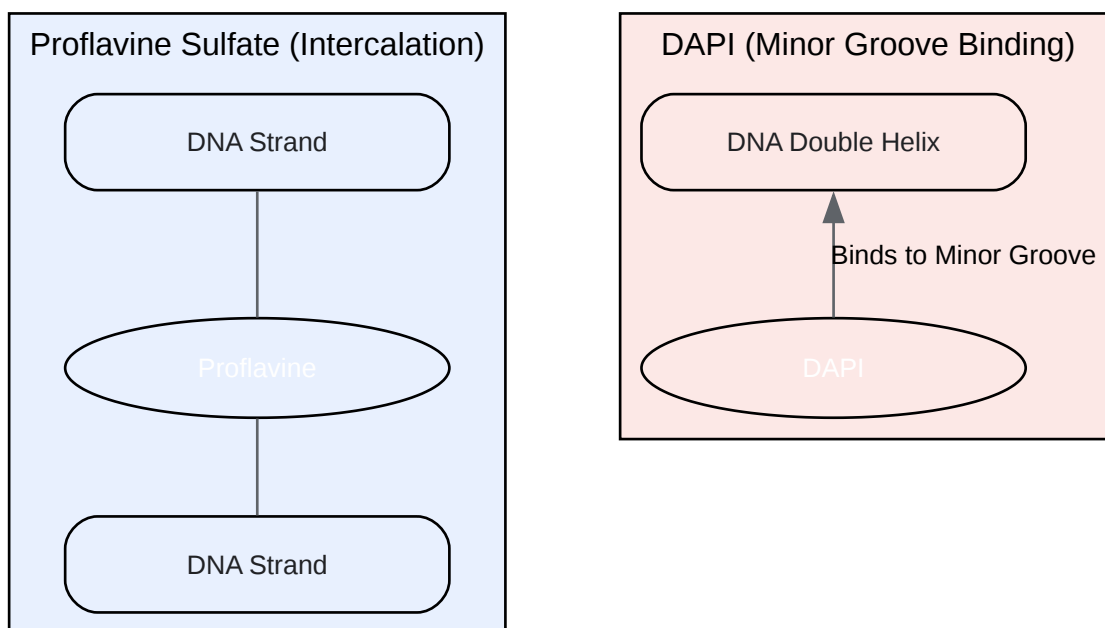 Proflavine Sulfate (Intercalation)
DNA Strand
Proflavine
DNA Strand
DAPI (Minor Groove Binding)
DNA Double Helix
Binds to Minor Groove
DAPI